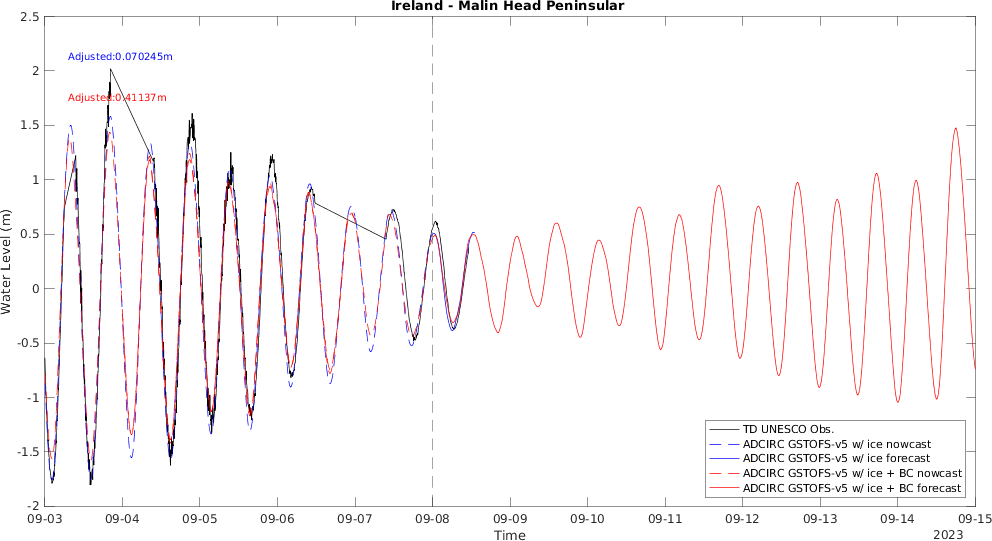 Ireland - Malin Head Peninsular
2.5
2
1.5
1
0.5
0
-0.5
-1
-1.5
-2
Water Level (m)
Adjusted:0.070245m
Adjusted:0.41137m
TD UNESCO Obs.
ADCIRC GSTOFS-v5 w/ ice nowcast
ADCIRC GSTOFS-v5 w/ ice forecast
ADCIRC GSTOFS-v5 w/ ice + BC nowcast
ADCIRC GSTOFS-v5 w/ ice + BC forecast
09-03 09-04 09-05 09-06 09-07 09-08 09-09 09-10 09-11 09-12 09-13 09-14 09-15
Time
2023